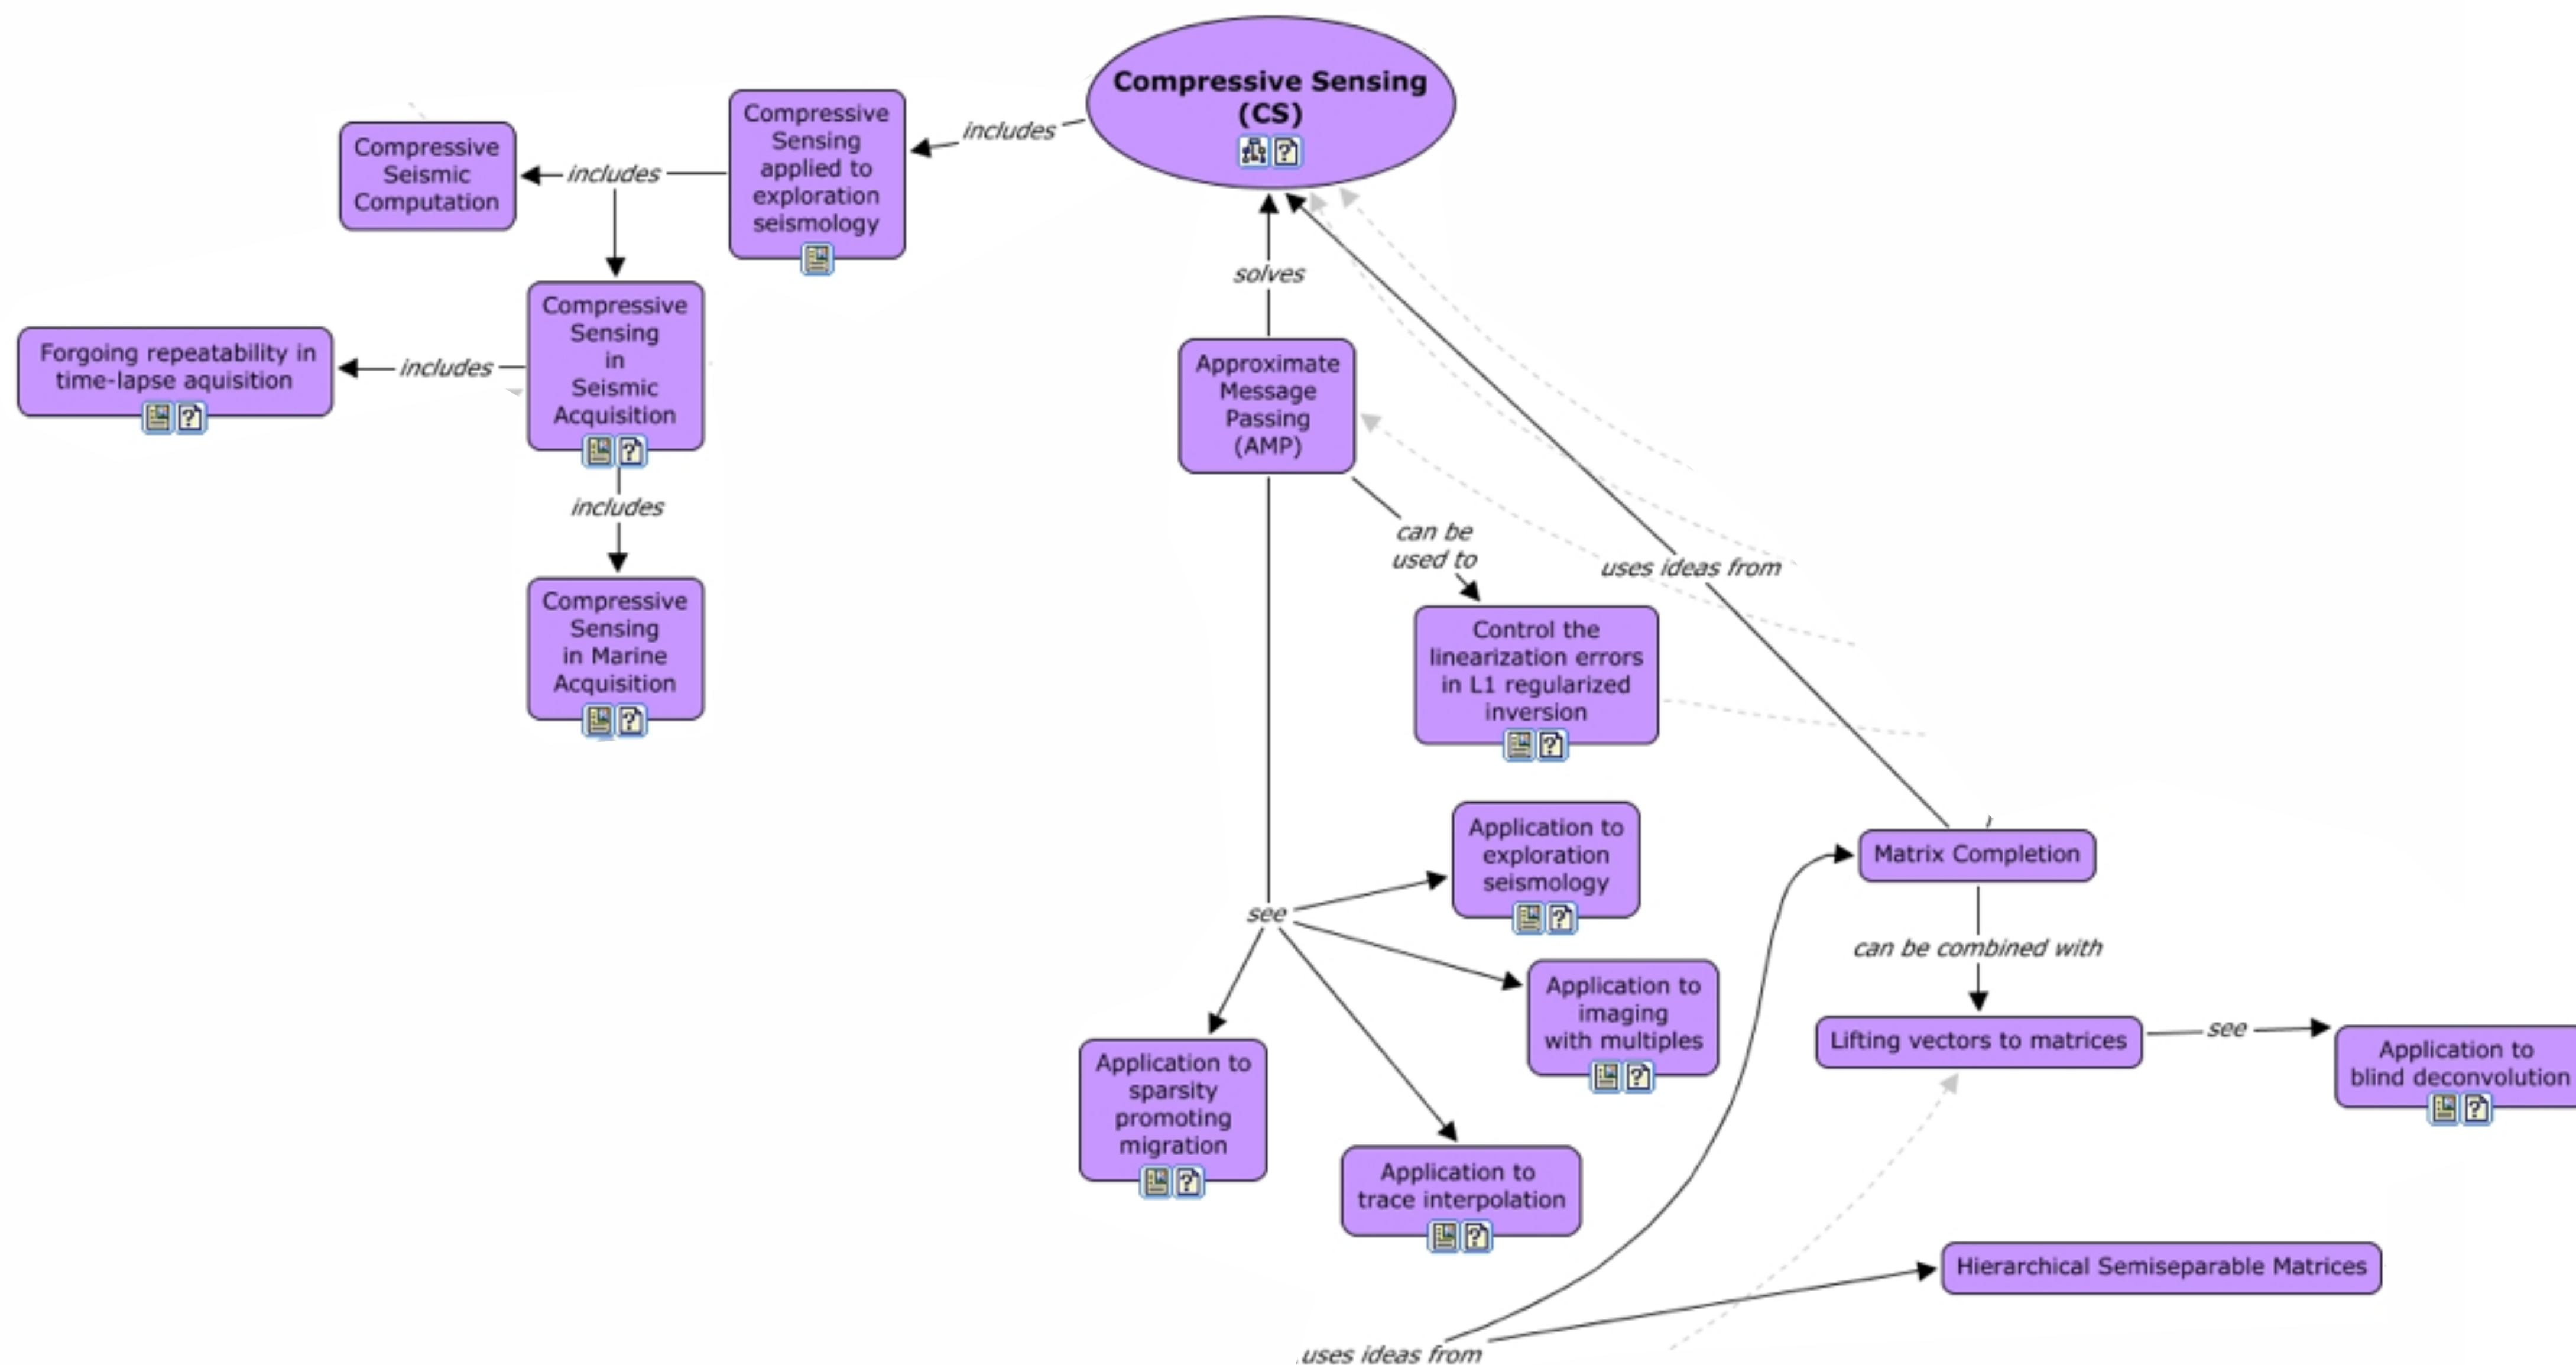 Compressive Sensing
(CS)
includes
Compressive
Sensing
applied to
exploration
seismology
includes
Compressive
Seismic
Computation
Compressive
Sensing
in
Seismic
Acquisition
includes
Forgoing repeatability in
time-lapse aquisition
includes
Compressive
Sensing
in Marine
Acquisition
solves
Approximate
Message
Passing
(AMP)
can be
used to
Control the
linearization errors
in L1 regularized
inversion
uses ideas from
see
Application to
exploration
seismology
Application to
imaging
with multiples
Application to
sparsity
promoting
migration
Application to
trace interpolation
Matrix Completion
can be combined with
Lifting vectors to matrices
see
Application to
blind deconvolution
Hierarchical Semiseparable Matrices
uses ideas from